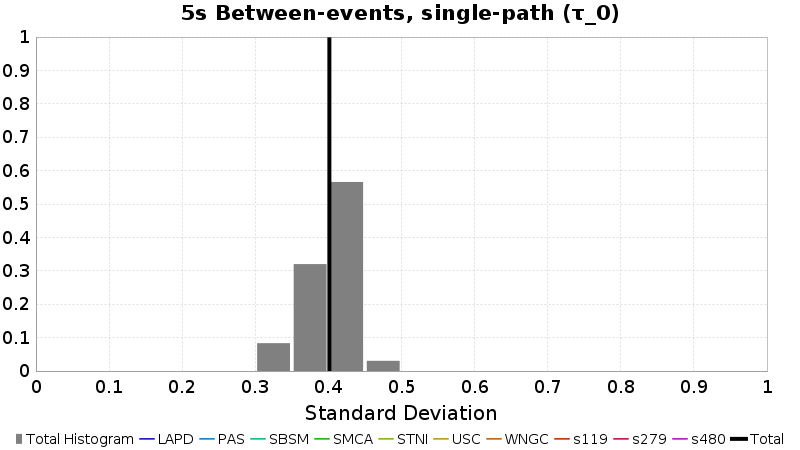 5s Between-events, single-path (τ_0)
1
0.9
0.8
0.7
0.6
0.5
0.4
0.3
0.2
0.1
0
0 0.1 0.2 0.3 0.4 0.5 0.6 0.7 0.8 0.9 1
Standard Deviation
Total Histogram LAPD PAS SBSM SMCA STNI USC WNGC s119 s279 s480 Total